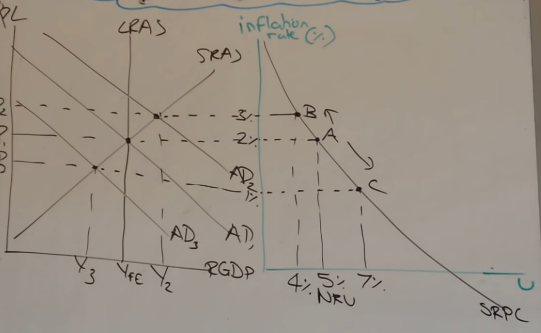 PL
LRAS
SRAS
inflation
rate (%)
3%
B
2%
A
AD2
1%
C
AD3
AD
Y3
YFE
Y2
RGDP
4%
5%
7%
NRU
U
SRPC